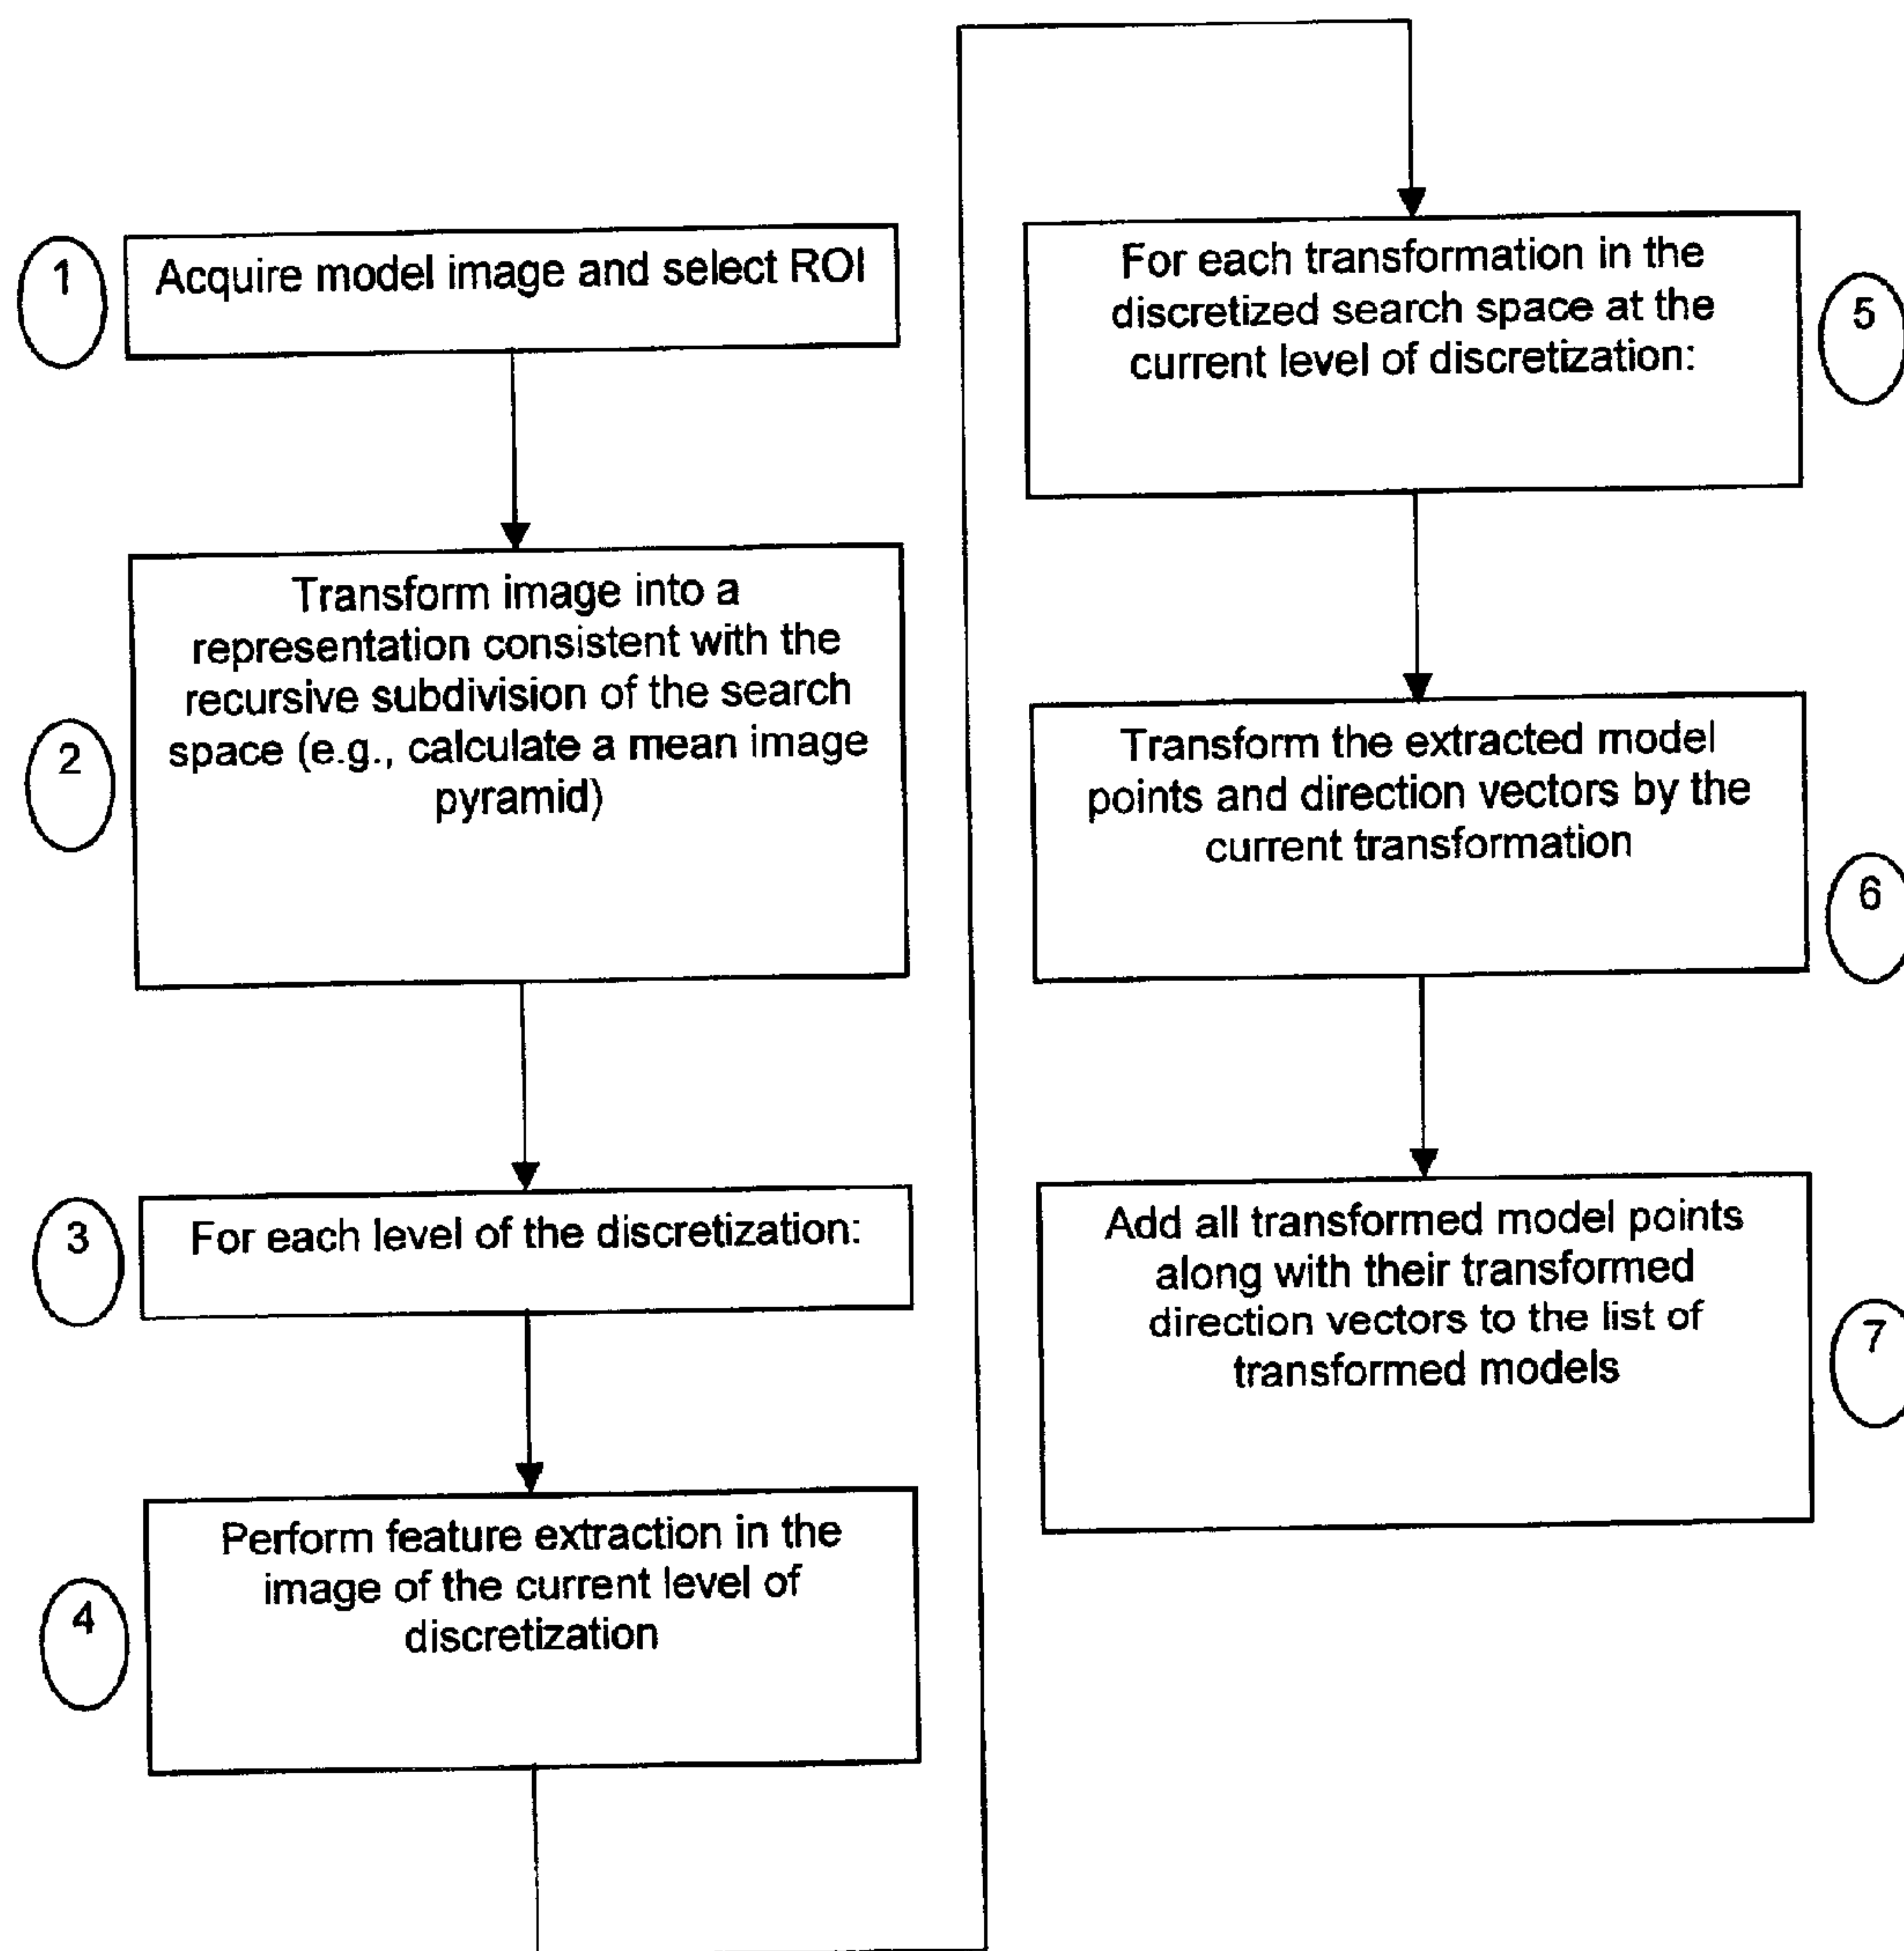 1
Acquire model image and select ROI
2
Transform image into a
representation consistent with the
recursive subdivision of the search
space (e.g., calculate a mean image
pyramid)
3
For each level of the discretization:
4
Perform feature extraction in the
image of the current level of
discretization
5
For each transformation in the
discretized search space at the
current level of discretization:
6
Transform the extracted model
points and direction vectors by the
current transformation
7
Add all transformed model points
along with their transformed
direction vectors to the list of
transformed models